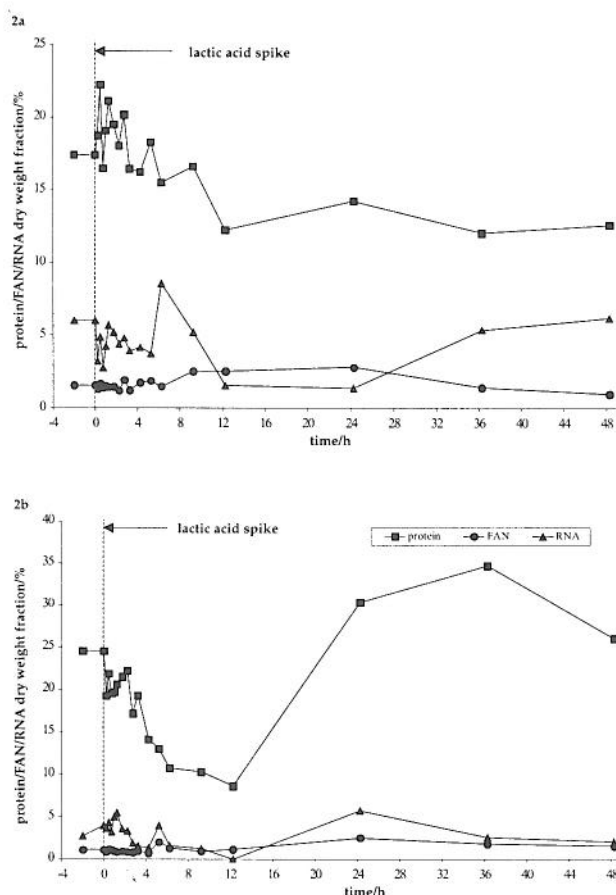 2a
lactic acid spike
protein/FAN/RNA dry weight fraction/%
25
20
15
10
5
0
-4 0 4 8 12 16 20 24 28 32 36 40 44 48
time/h
2b
lactic acid spike
protein FAN RNA
protein/FAN/RNA dry weight fraction/%
40
35
30
25
20
15
10
5
0
-4 0 4 8 12 16 20 24 28 32 36 40 44 48
time/h